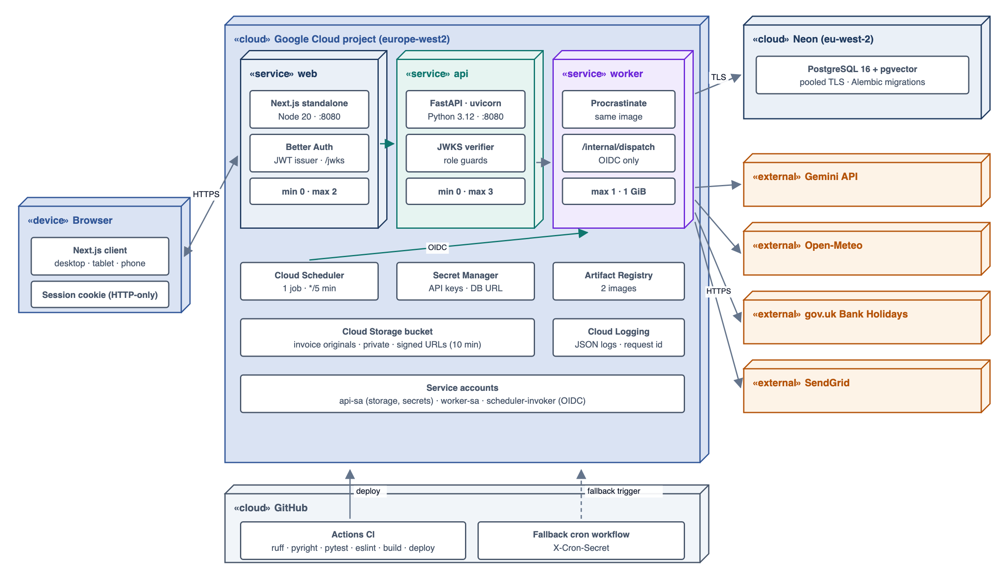 «cloud» Google Cloud project (europe-west2)
«service» web
Next.js standalone
Node 20 · :8080
Better Auth
JWT issuer · /jwks
min 0 · max 2
«service» api
FastAPI · uvicorn
Python 3.12 · :8080
JWKS verifier
role guards
min 0 · max 3
«service» worker
Procrastinate
same image
/internal/dispatch
OIDC only
max 1 · 1 GiB
TLS
«cloud» Neon (eu-west-2)
PostgreSQL 16 + pgvector
pooled TLS · Alembic migrations
«external» Gemini API
«external» Open-Meteo
«external» gov.uk Bank Holidays
«external» SendGrid
HTTPS
HTTPS
«device» Browser
Next.js client
desktop · tablet · phone
Session cookie (HTTP-only)
OIDC
Cloud Scheduler
1 job · */5 min
Secret Manager
API keys · DB URL
Artifact Registry
2 images
Cloud Storage bucket
invoice originals · private · signed URLs (10 min)
Cloud Logging
JSON logs · request id
Service accounts
api-sa (storage, secrets) · worker-sa · scheduler-invoker (OIDC)
deploy
fallback trigger
«cloud» GitHub
Actions CI
ruff · pyright · pytest · eslint · build · deploy
Fallback cron workflow
X-Cron-Secret